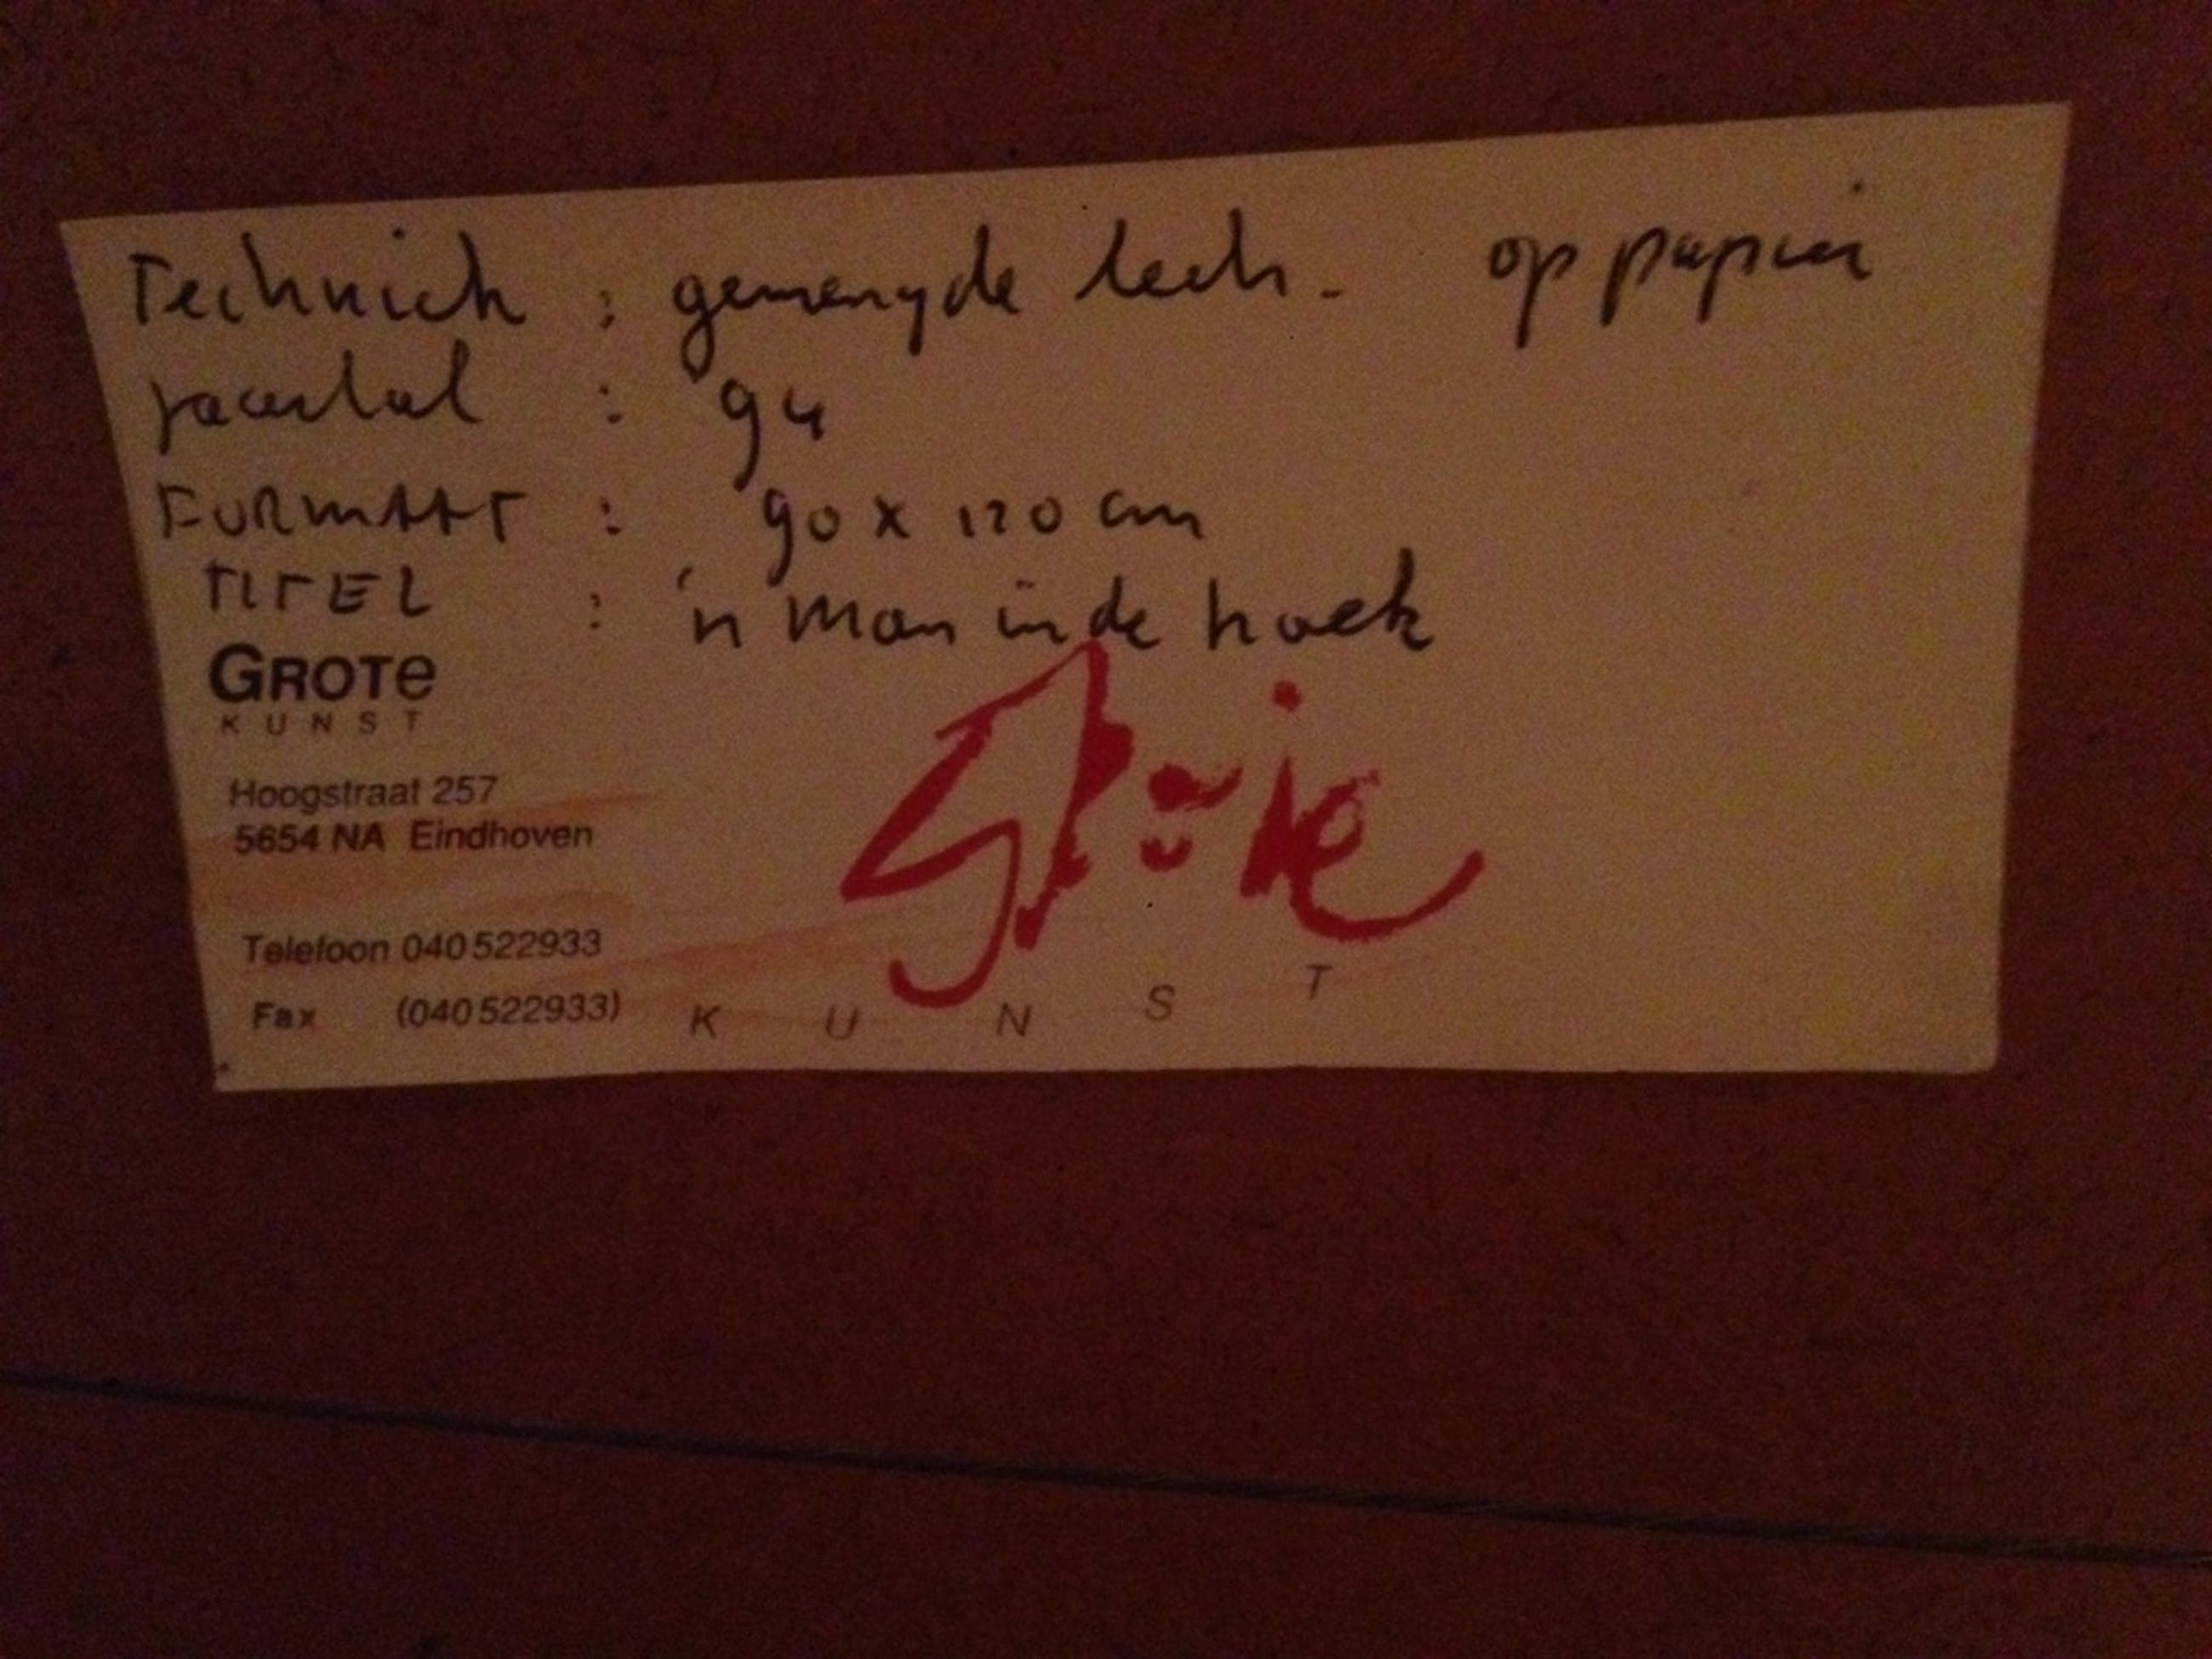 Techniek : gemengde tech. op papier
jaartal : 94
FORMAAT : 90 x 120 cm
TITEL : 'n man in de hoek
GROTe
KUNST
Hoogstraat 257
5654 NA Eindhoven
Telefoon 040 522933
Fax (040 522933)
KUNST